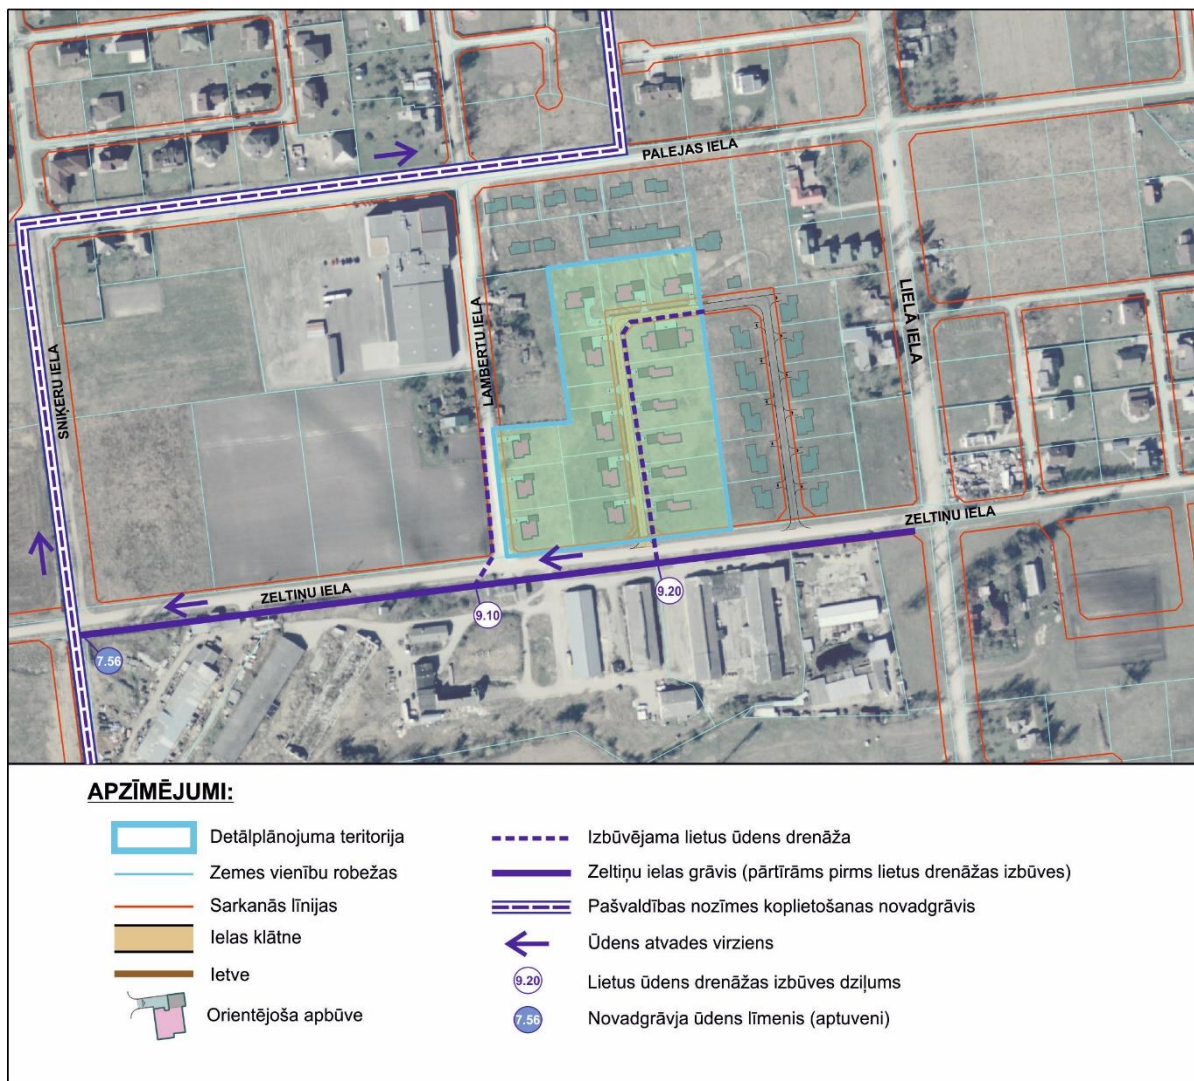 PALEJAS IELA
LAMBERTU IELA
LIELĀ IELA
SNIĶERU IELA
ZELTIŅU IELA
ZELTIŅU IELA
9.20
9.10
7.56
APZĪMĒJUMI:
Detālplānojuma teritorija
Zemes vienību robežas
Sarkanās līnijas
Ielas klātne
Ietve
Orientējoša apbūve
Izbūvējama lietus ūdens drenāža
Zeltiņu ielas grāvis (pārtīrāms pirms lietus drenāžas izbūves)
Pašvaldības nozīmes koplietošanas novadgrāvis
Ūdens atvades virziens
9.20
Lietus ūdens drenāžas izbūves dziļums
7.56
Novadgrāvja ūdens līmenis (aptuveni)